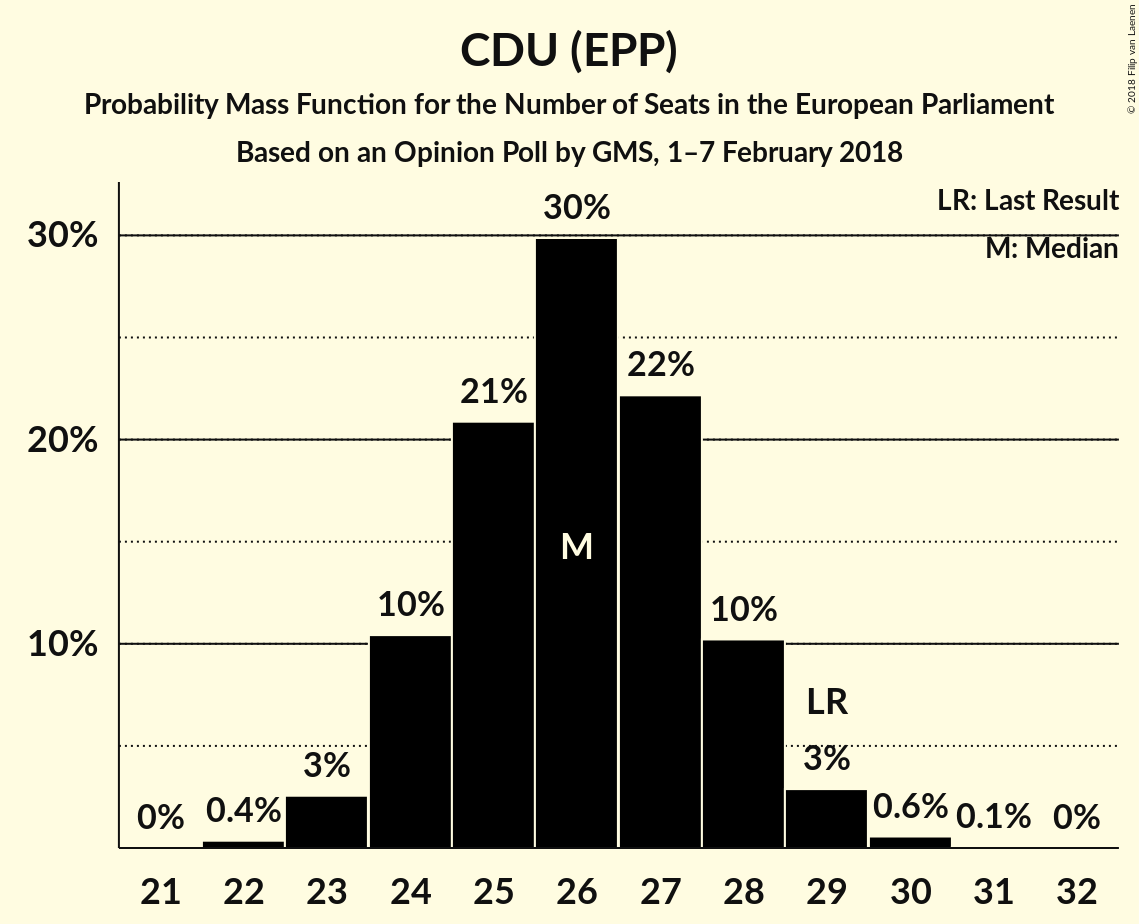 CDU (EPP)
Probability Mass Function for the Number of Seats in the European Parliament
Based on an Opinion Poll by GMS, 1–7 February 2018
© 2018 Filip van Laenen
LR: Last Result
M: Median
30%
20%
10%
0%
0.4%
3%
10%
21%
30%
M
22%
10%
LR
3%
0.6%
0.1%
0%
21 22 23 24 25 26 27 28 29 30 31 32